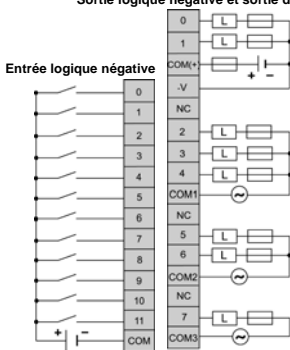 Sortie logique négative et sortie d
Entrée logique négative
0
1
2
3
4
5
6
7
8
9
10
11
COM
+ −
0
L
1
L
COM(+)
+ −
-V
NC
2
L
3
L
4
L
COM1
NC
5
L
6
L
COM2
NC
7
L
COM3